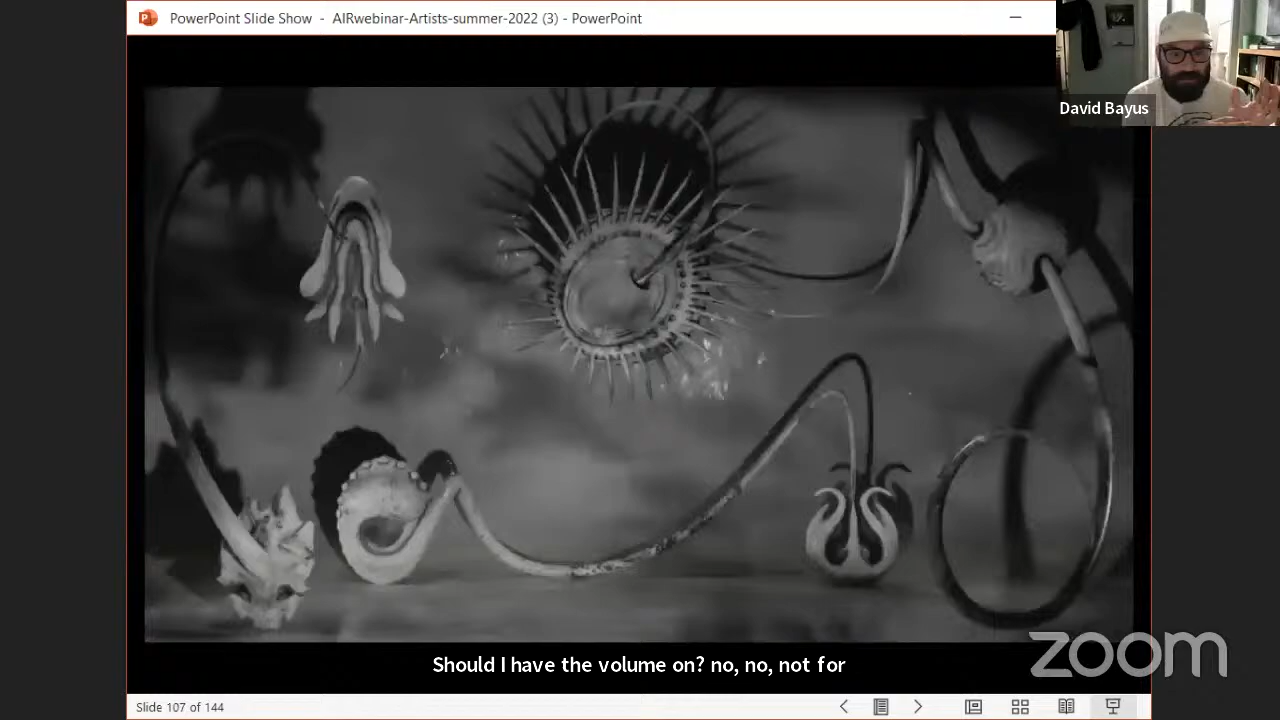 PowerPoint Slide Show - AIRwebinar-Artists-summer-2022 (3) - PowerPoint
David Bayus
Should I have the volume on? no, no, not for
zoom
Slide 107 of 144